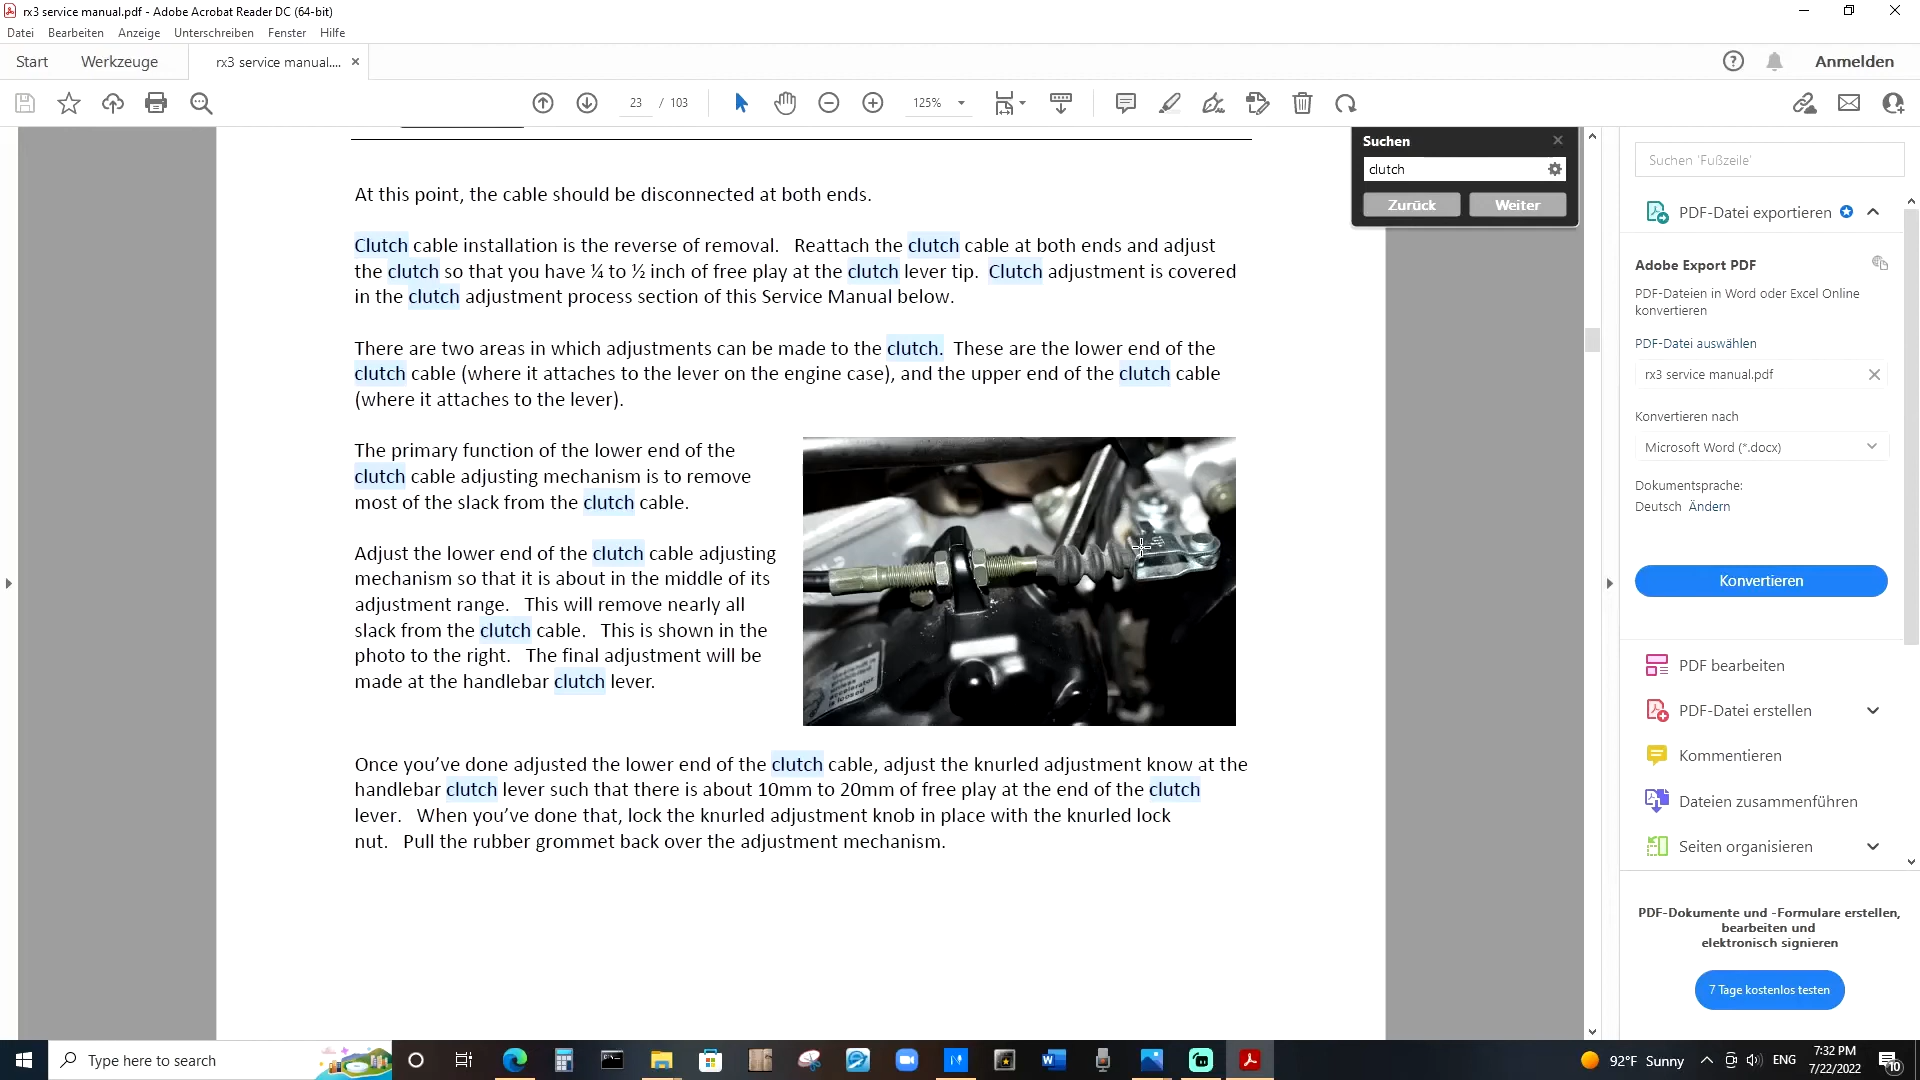 rx3 service manual.pdf - Adobe Acrobat Reader DC (64-bit)
Datei Bearbeiten Anzeige Unterschreiben Fenster Hilfe
Start Werkzeuge rx3 service manual.... Anmelden
23 / 103 125%
Suchen
clutch
Zurück Weiter
At this point, the cable should be disconnected at both ends.
Clutch cable installation is the reverse of removal. Reattach the clutch cable at both ends and adjust
the clutch so that you have ¼ to ½ inch of free play at the clutch lever tip. Clutch adjustment is covered
in the clutch adjustment process section of this Service Manual below.
There are two areas in which adjustments can be made to the clutch. These are the lower end of the
clutch cable (where it attaches to the lever on the engine case), and the upper end of the clutch cable
(where it attaches to the lever).
The primary function of the lower end of the
clutch cable adjusting mechanism is to remove
most of the slack from the clutch cable.
Adjust the lower end of the clutch cable adjusting
mechanism so that it is about in the middle of its
adjustment range. This will remove nearly all
slack from the clutch cable. This is shown in the
photo to the right. The final adjustment will be
made at the handlebar clutch lever.
Once you’ve done adjusted the lower end of the clutch cable, adjust the knurled adjustment know at the
handlebar clutch lever such that there is about 10mm to 20mm of free play at the end of the clutch
lever. When you’ve done that, lock the knurled adjustment knob in place with the knurled lock
nut. Pull the rubber grommet back over the adjustment mechanism.
Suchen 'Fußzeile'
PDF-Datei exportieren
Adobe Export PDF
PDF-Dateien in Word oder Excel Online
konvertieren
PDF-Datei auswählen
rx3 service manual.pdf
Konvertieren nach
Microsoft Word (*.docx)
Dokumentsprache:
Deutsch Ändern
Konvertieren
PDF bearbeiten
PDF-Datei erstellen
Kommentieren
Dateien zusammenführen
Seiten organisieren
PDF-Dokumente und -Formulare erstellen,
bearbeiten und
elektronisch signieren
7 Tage kostenlos testen
Type here to search
92°F Sunny ENG
7:32 PM
7/22/2022
10